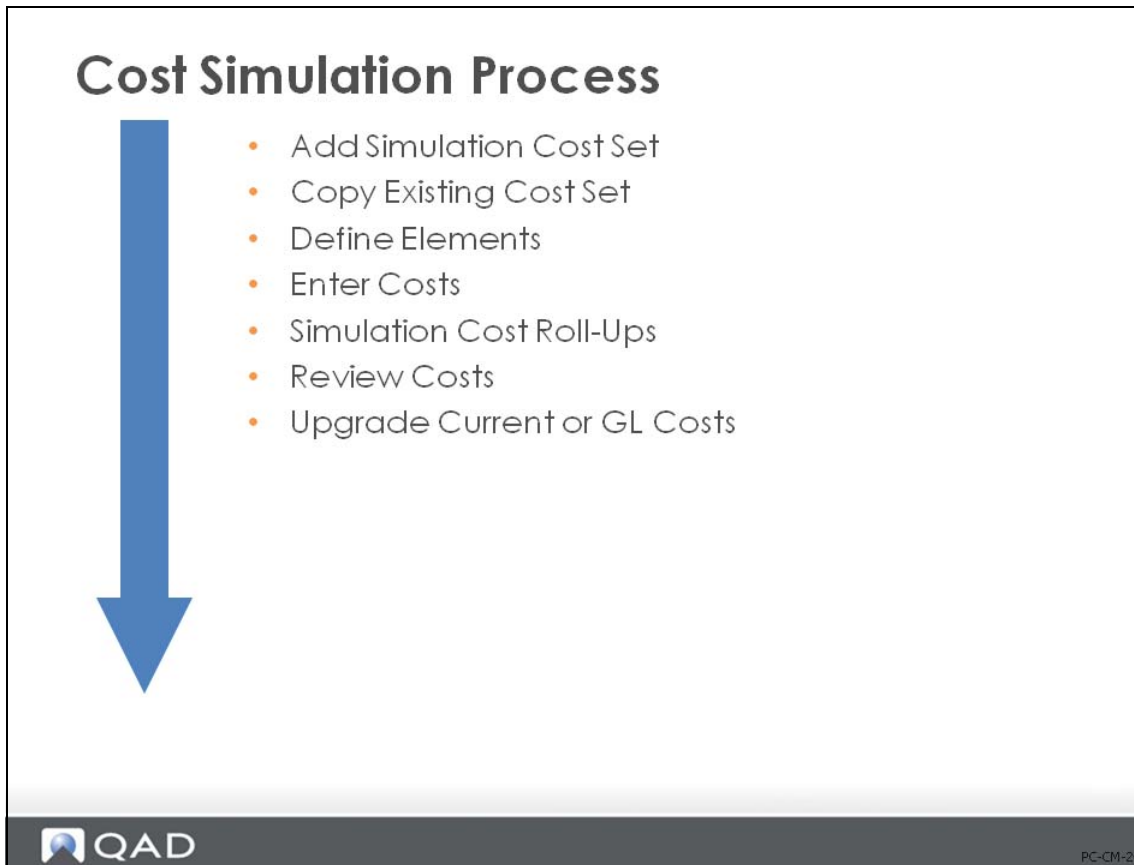 Cost Simulation Process
• Add Simulation Cost Set
• Copy Existing Cost Set
• Define Elements
• Enter Costs
• Simulation Cost Roll-Ups
• Review Costs
• Upgrade Current or GL Costs
QAD
PC-CM-2